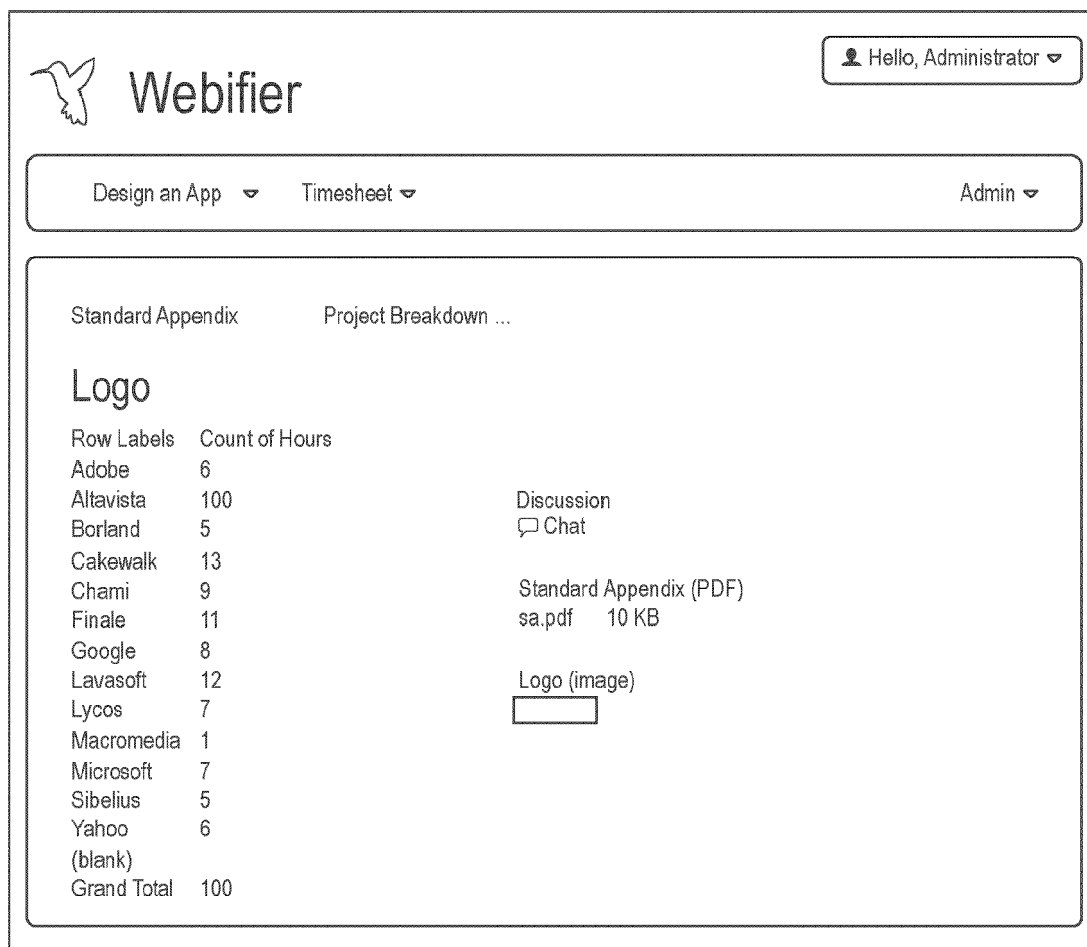 Hello, Administrator
Webifier
Design an App Timesheet Admin
Standard Appendix Project Breakdown ...
Logo
Row Labels Count of Hours
Adobe 6
Altavista 100
Borland 5
Cakewalk 13
Chami 9
Finale 11
Google 8
Lavasoft 12
Lycos 7
Macromedia 1
Microsoft 7
Sibelius 5
Yahoo 6
(blank)
Grand Total 100
Discussion
Chat
Standard Appendix (PDF)
sa.pdf 10 KB
Logo (image)